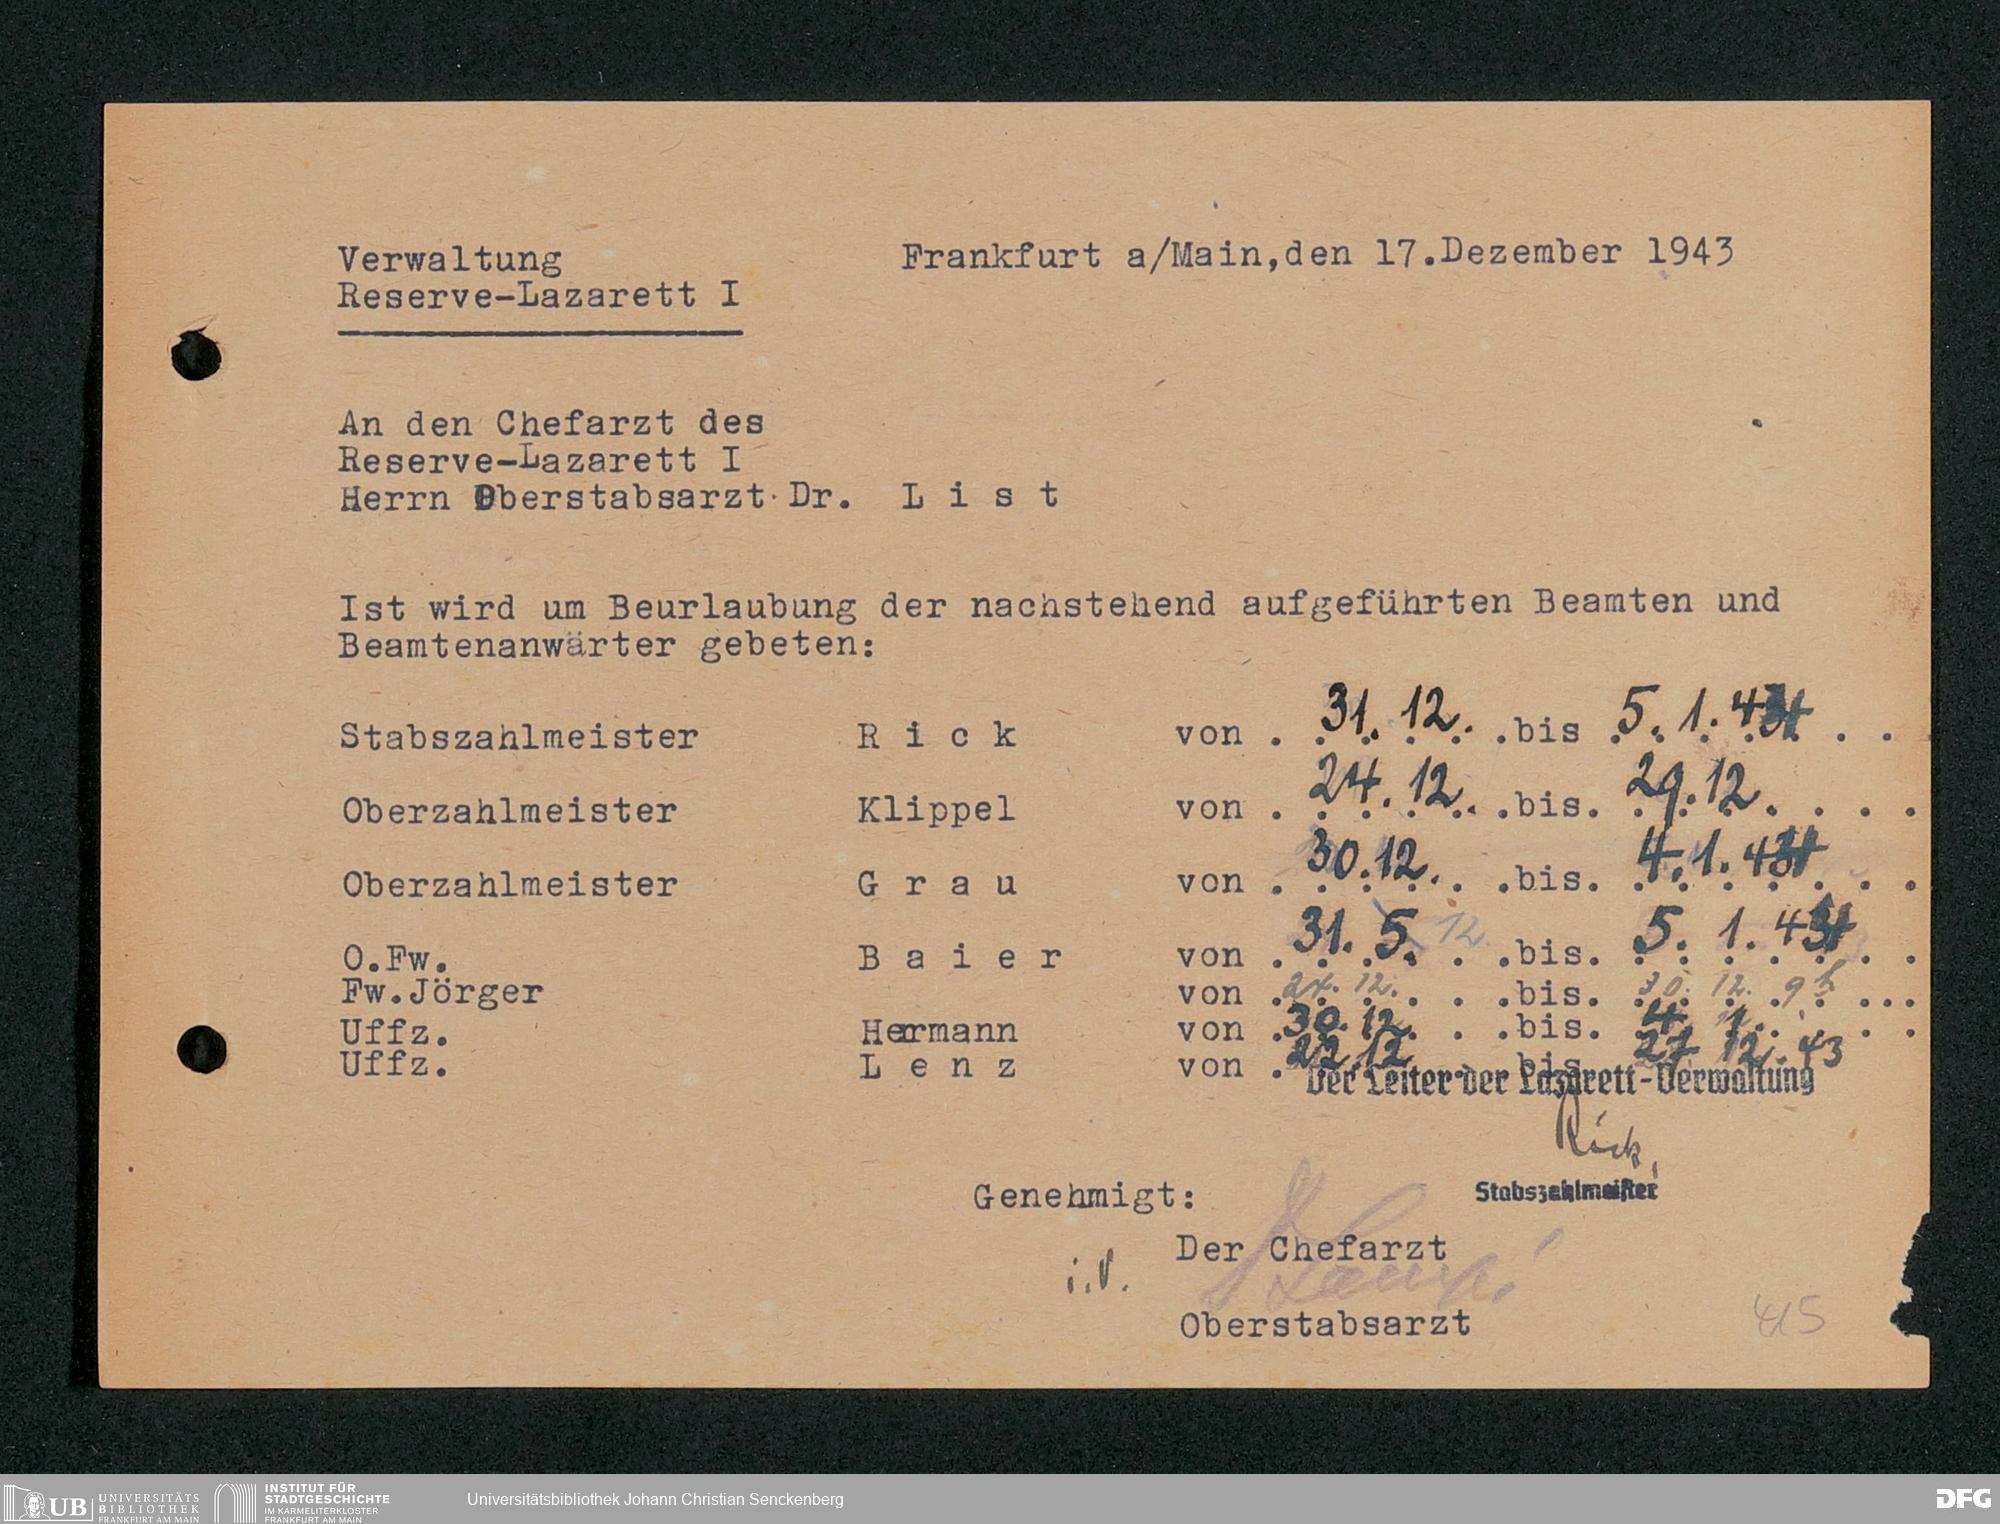 Verwaltung Frankfurt a/Main,den 17.Dezember 1943
Reserve-Lazarett I
An den Chefarzt des
Reserve-Lazarett I
Herrn Oberstabsarzt Dr. L i s t
Ist wird um Beurlaubung der nachstehend aufgeführten Beamten und
Beamtenanwärter gebeten:
Stabszahlmeister R i c k von . 31. 12. . .bis 5. 1. 44 . .
Oberzahlmeister Klippel von . 24. 12. . .bis. 29. 12. . . . .
Oberzahlmeister G r a u von . 30. 12. . .bis. 4. 1. 44 . .
O.Fw. B a i e r von . 31. 12 . .bis. 5. 1. 44 . .
Fw.Jörger von . 24. 12. . . .bis. 30. 12. 9 h ...
Uffz. Hermann von . 30. 12. . .bis. 4. 1. . . .
Uffz. L e n z von . 22. 12 bis 27 12. 43
Der Leiter der Lazarett-Verwaltung
Rick
Stabszahlmeister
Genehmigt:
Der Chefarzt
i.V.
Oberstabsarzt
415
UB UNIVERSITÄTS BIBLIOTHEK FRANKFURT AM MAIN
INSTITUT FÜR STADTGESCHICHTE IM KARMELITERKLOSTER FRANKFURT AM MAIN
Universitätsbibliothek Johann Christian Senckenberg
DFG